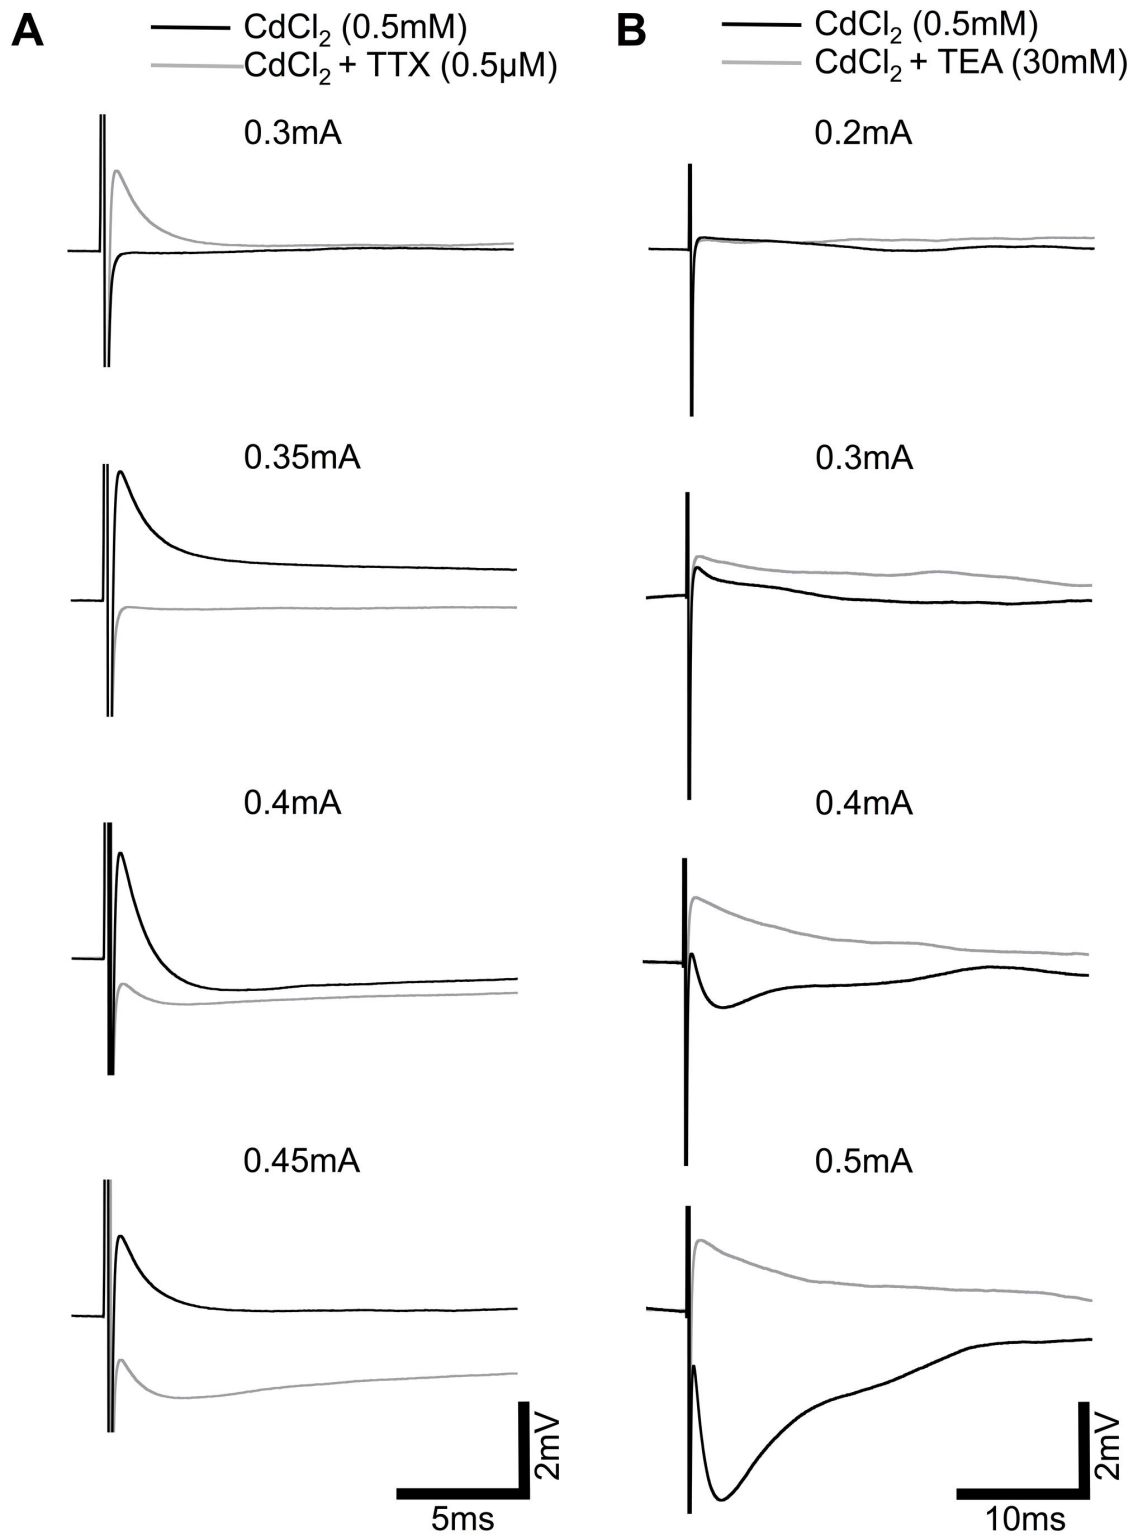 A
CdCl2 (0.5mM)
CdCl2 + TTX (0.5µM)
0.3mA
0.35mA
0.4mA
0.45mA
2mV
5ms
B
CdCl2 (0.5mM)
CdCl2 + TEA (30mM)
0.2mA
0.3mA
0.4mA
0.5mA
2mV
10ms